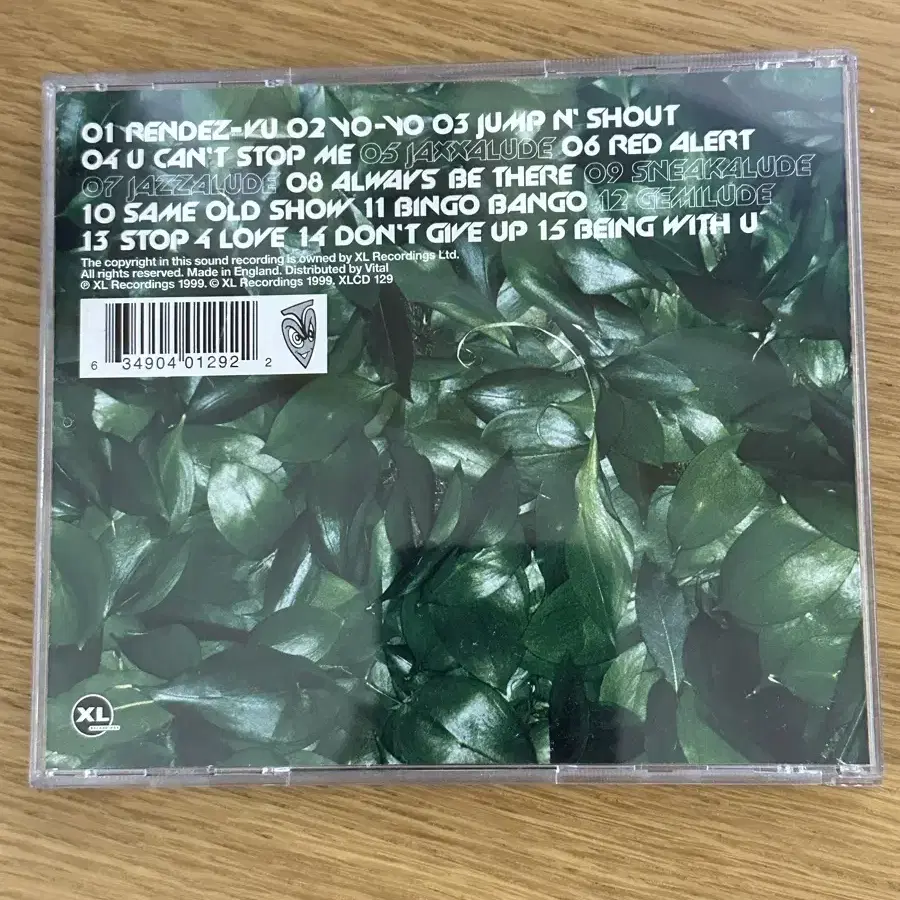 01 RENDEZ-VU 02 YO-YO 03 JUMP N' SHOUT
04 U CAN'T STOP ME 05 JAXXALUDE 06 RED ALERT
07 JAZZALUDE 08 ALWAYS BE THERE 09 SNEAKALUDE
10 SAME OLD SHOW 11 BINGO BANGO 12 GEMILUDE
13 STOP 4 LOVE 14 DON'T GIVE UP 15 BEING WITH U
The copyright in this sound recording is owned by XL Recordings Ltd.
All rights reserved. Made in England. Distributed by Vital
℗ XL Recordings 1999. © XL Recordings 1999. XLCD 129
6 34904 01292 2
XL
RECORDINGS